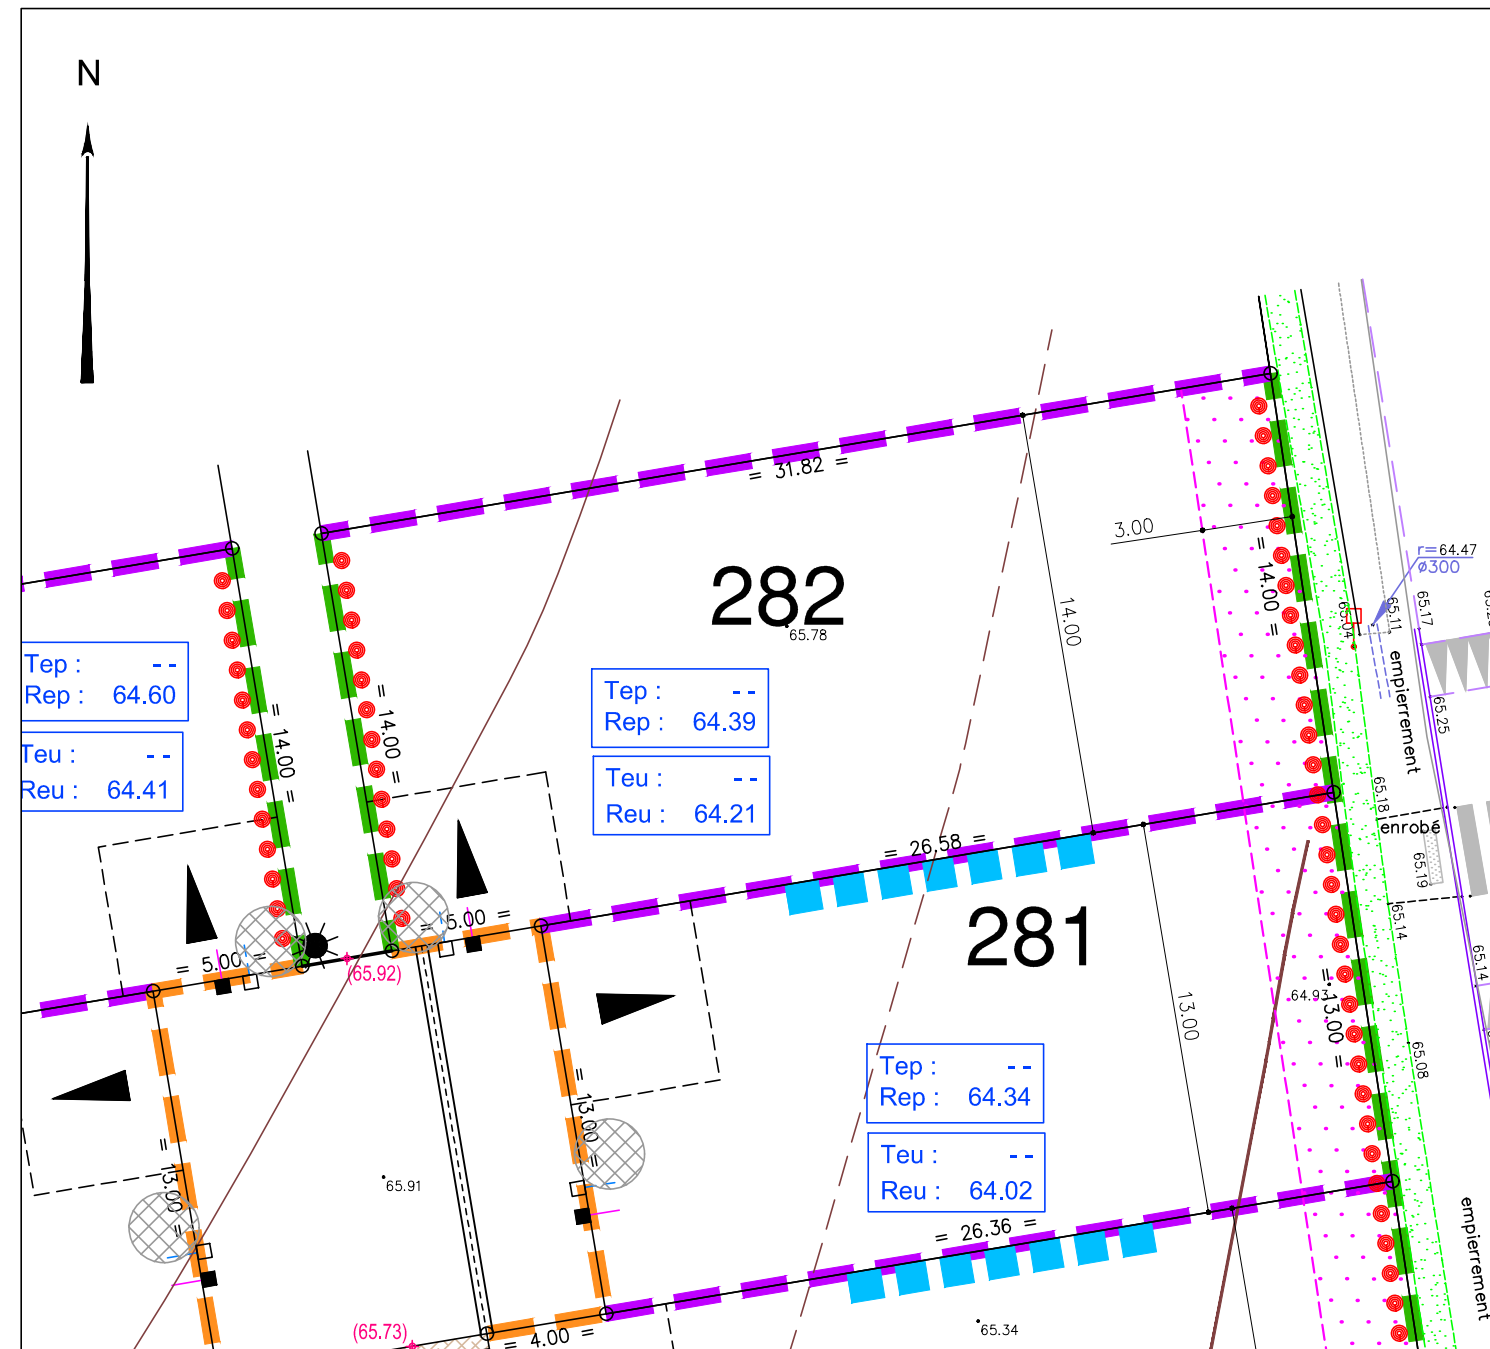 N
= 31.82 =
3.00
= 14.00 =
14.00
282
65.78
r=64.47
ø300
65.04
65.11
65.17
empierrement
65.25
Tep : --
Rep : 64.60
Teu : --
Reu : 64.41
= 14.00 =
= 14.00 =
Tep : --
Rep : 64.39
Teu : --
Reu : 64.21
65.18
enrobé
65.19
= 26.58 =
281
= 5.00 =
= 5.00 =
(65.92)
65.14
65.14
64.93
= 13.00 =
13.00
65.08
Tep : --
Rep : 64.34
Teu : --
Reu : 64.02
= 13.00 =
= 13.00 =
65.91
= 26.36 =
empierrement
65.34
(65.73)
= 4.00 =